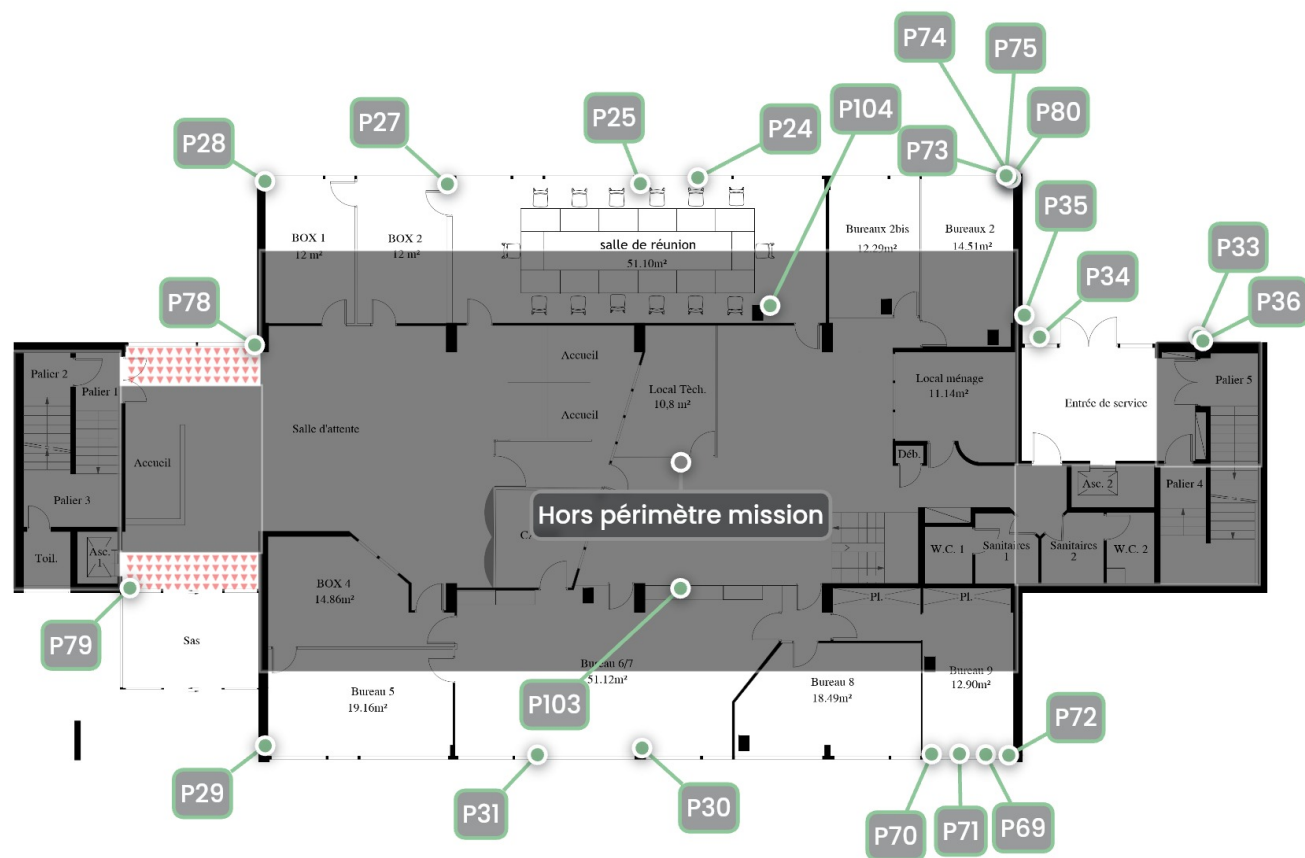 P74
P75
P28
P27
P25
P24
P104
P73
P80
P35
P33
P34
P36
P78
BOX 1
12 m²
BOX 2
12 m²
salle de réunion
51.10m²
Bureaux 2bis
12.29m²
Bureaux 2
14.51m²
Palier 2
Palier 1
Accueil
Accueil
Local Tèch.
10,8 m²
Local ménage
11.14m²
Entrée de service
Palier 5
Salle d'attente
Accueil
Déb.
Palier 3
Asc. 2
Palier 4
Hors périmètre mission
Toil.
Asc.
1
W.C. 1
Sanitaires
1
Sanitaires
2
W.C. 2
BOX 4
14.86m²
Pl.
Pl.
P79
Sas
Bureau 5
19.16m²
Bureau 6/7
51.12m²
Bureau 8
18.49m²
Bureau 9
12.90m²
P103
P72
P29
P31
P30
P70
P71
P69